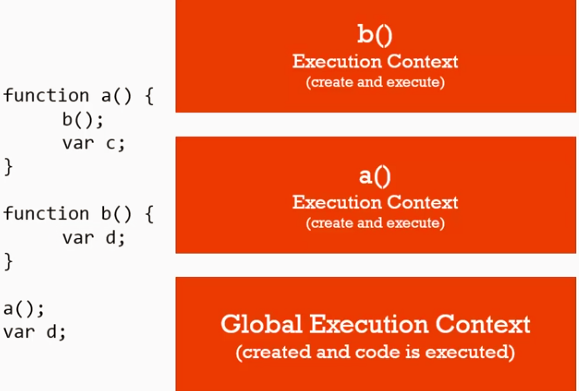 function a() {
b();
var c;
}
function b() {
var d;
}
a();
var d;
b()
Execution Context
(create and execute)
a()
Execution Context
(create and execute)
Global Execution Context
(created and code is executed)